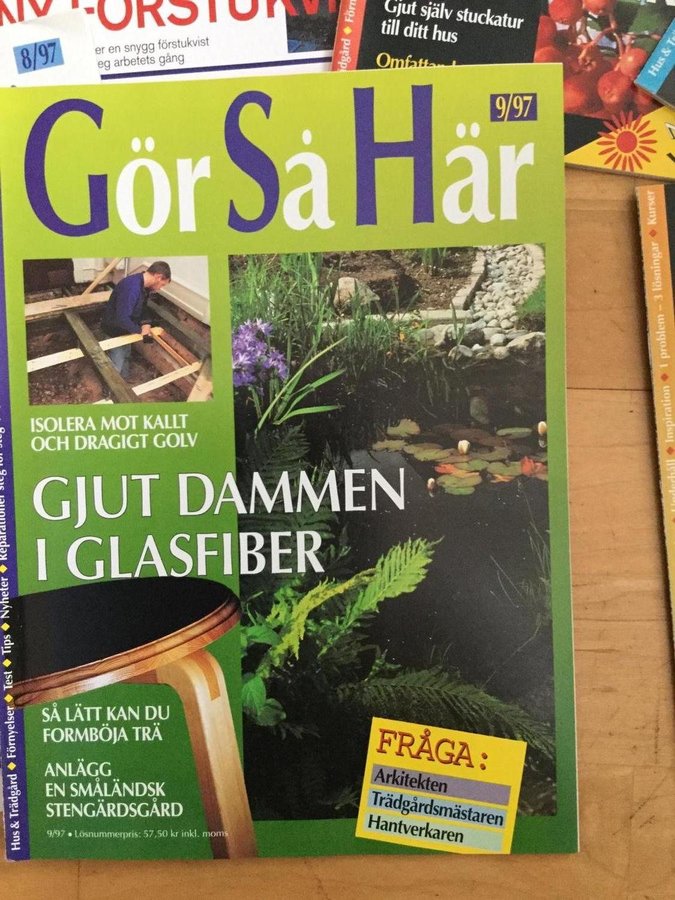 8/97
er en snygg förstukvist
eg arbetets gång
Gjut själv stuckatur
till ditt hus
9/97
Gör Så Här
ISOLERA MOT KALLT
OCH DRAGIGT GOLV
GJUT DAMMEN
I GLASFIBER
SÅ LÄTT KAN DU
FORMBÖJA TRÄ
ANLÄGG
EN SMÅLÄNDSK
STENGÄRDSGÅRD
9/97 • Lösnummerpris: 57,50 kr inkl. moms
FRÅGA:
Arkitekten
Trädgårdsmästaren
Hantverkaren
Hus & Trädgård ◆ Förnyelser ◆ Test ◆ Tips ◆ Nyheter ◆ Reparationer steg för steg
Inspiration ◆ 1 problem – 3 lösningar ◆ Kurser